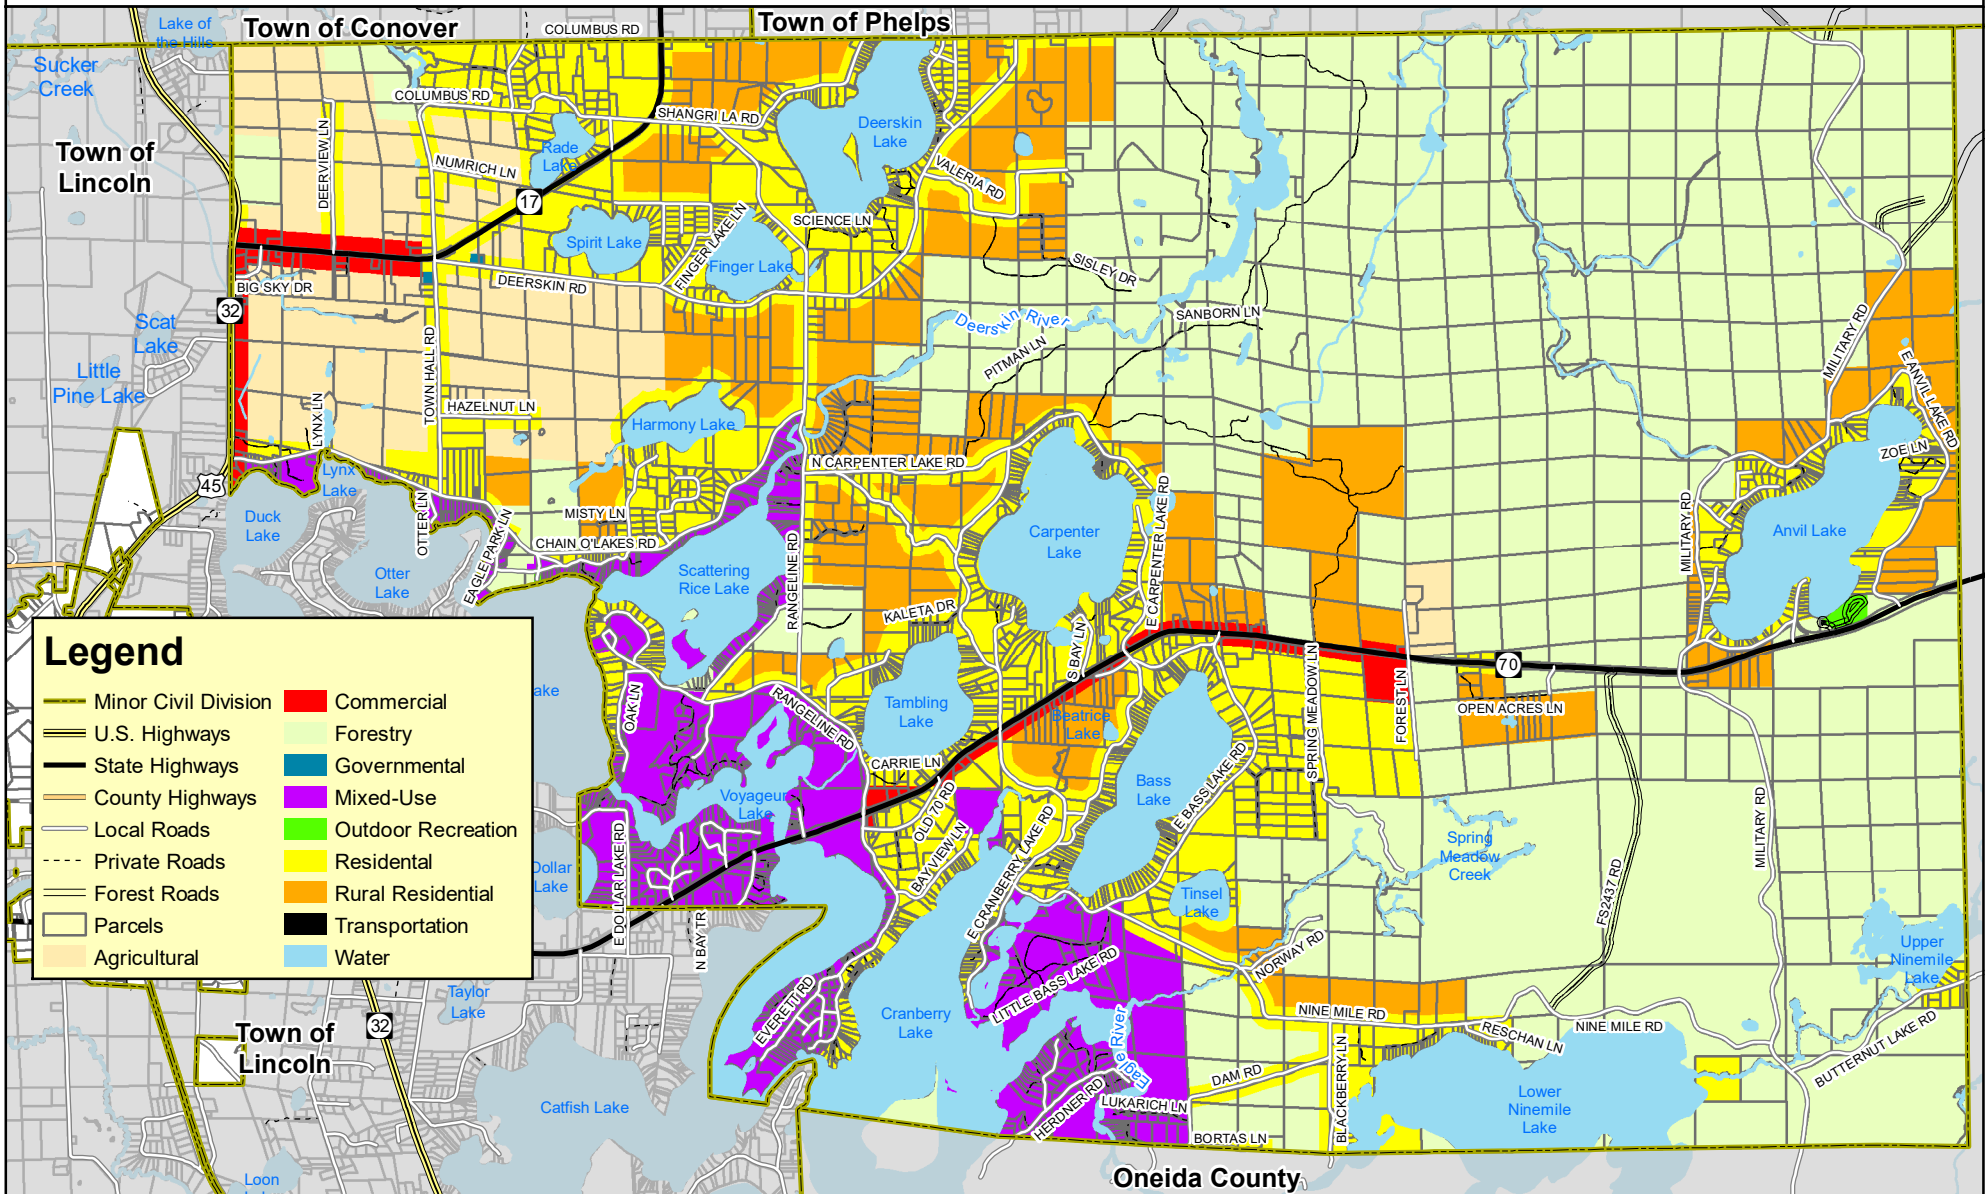 Lake of
the Hills
Town of Conover
COLUMBUS RD
Town of Phelps
Sucker
Creek
COLUMBUS RD
SHANGRI LA RD
Deerskin
Lake
Town of
Lincoln
DEERVIEW LN
NUMRICH LN
Rade
Lake
VALERIA RD
17
SCIENCE LN
Spirit Lake
FINGER LAKE LN
Finger Lake
SISLEY DR
BIG SKY DR
DEERSKIN RD
32
SANBORN LN
Deerskin River
Scat
Lake
TOWN HALL RD
PITMAN LN
MILITARY RD
E ANVIL LAKE RD
Little
Pine Lake
LYNX LN
HAZELNUT LN
Harmony Lake
ZOE LN
N CARPENTER LAKE RD
Lynx
Lake
45
OTTER LN
Duck
Lake
EAGLE PARK LN
MISTY LN
CHAIN O'LAKES RD
RANGELINE RD
Carpenter
Lake
E CARPENTER LAKE RD
MILITARY RD
Anvil Lake
Otter
Lake
Scattering
Rice Lake
KALETA DR
S BAY LN
SPRING MEADOW LN
FOREST LN
70
OPEN ACRES LN
Legend
Minor Civil Division
U.S. Highways
State Highways
County Highways
Local Roads
Private Roads
Forest Roads
Parcels
Agricultural
Commercial
Forestry
Governmental
Mixed-Use
Outdoor Recreation
Residental
Rural Residential
Transportation
Water
ake
OAK LN
RANGELINE RD
Tambling
Lake
Beatrice
Lake
CARRIE LN
Bass
Lake
E BASS LAKE RD
Voyageur
Lake
OLD 70 RD
BAYVIEW LN
E CRANBERRY LAKE RD
MILITARY RD
Spring
Meadow
Creek
Dollar
Lake
E DOLLAR LAKE RD
N BAY TR
Tinsel
Lake
FS2437 RD
NORWAY RD
Upper
Ninemile
Lake
LITTLE BASS LAKE RD
Taylor
Lake
32
Town of
Lincoln
EVERETT RD
Cranberry
Lake
Eagle River
NINE MILE RD
RESCHAN LN
NINE MILE RD
BUTTERNUT LAKE RD
DAM RD
BLACKBERRY LN
Catfish Lake
HERDNER RD
LUKARICH LN
Lower
Ninemile
Lake
BORTAS LN
Loon
Oneida County